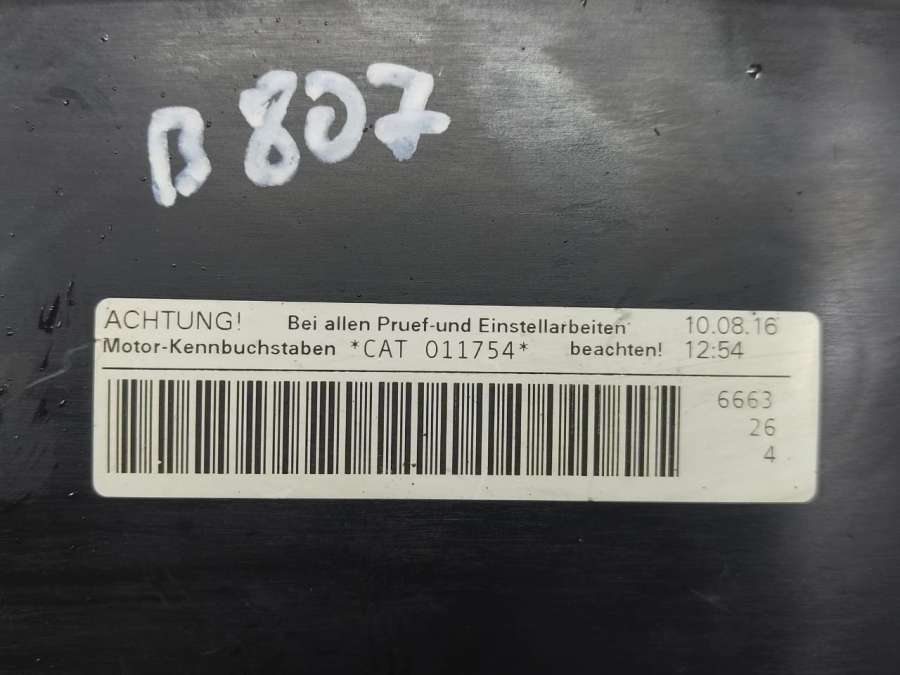 B 807
ACHTUNG! Bei allen Pruef-und Einstellarbeiten 10.08.16
Motor-Kennbuchstaben *CAT 011754* beachten! 12:54
6663
26
4